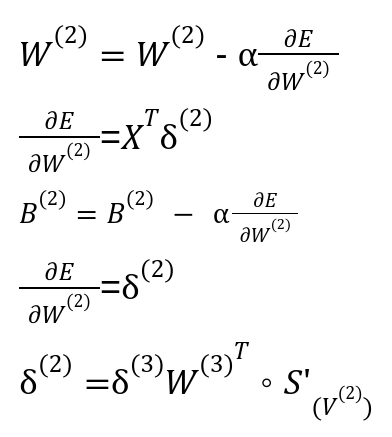 W^(2) = W^(2) - α ∂E/∂W^(2)
∂E/∂W^(2) =X^T δ^(2)
B^(2) = B^(2) − α ∂E/∂W^(2)
∂E/∂W^(2) =δ^(2)
δ^(2) =δ^(3)W^(3)^T ∘ S'_(V^(2))